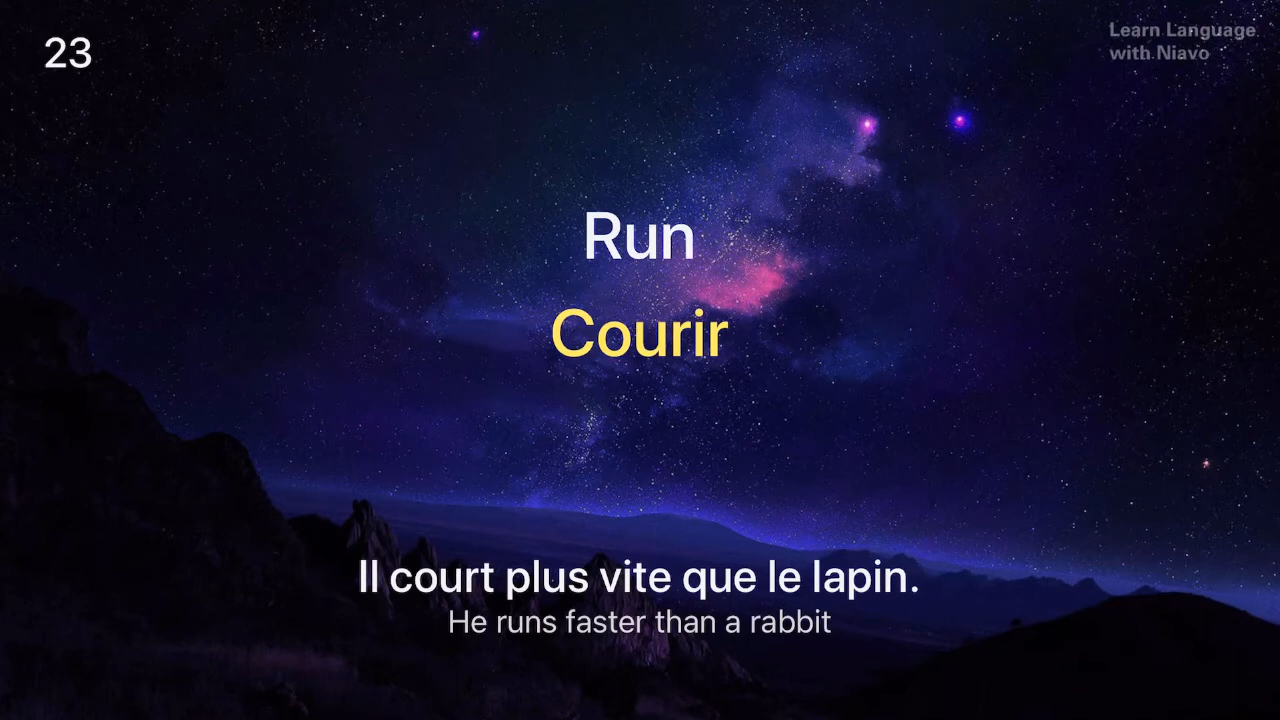 23
Learn Language
with Niavo
Run
Courir
Il court plus vite que le lapin.
He runs faster than a rabbit